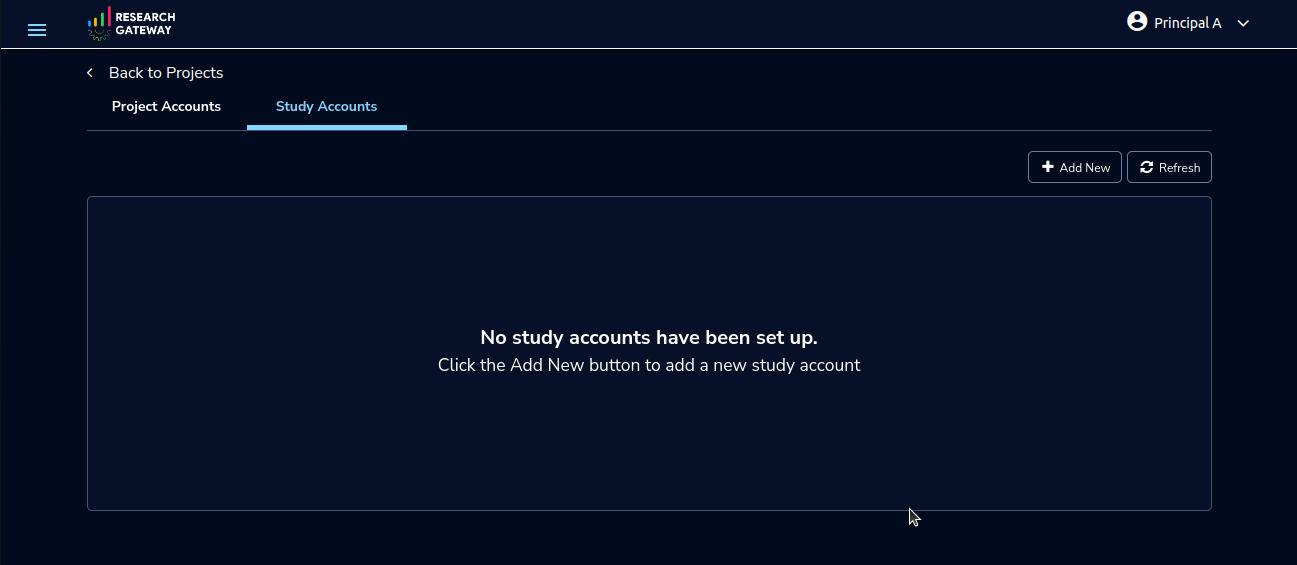 RESEARCH
GATEWAY
Principal A
Back to Projects
Project Accounts
Study Accounts
Add New
Refresh
No study accounts have been set up.
Click the Add New button to add a new study account